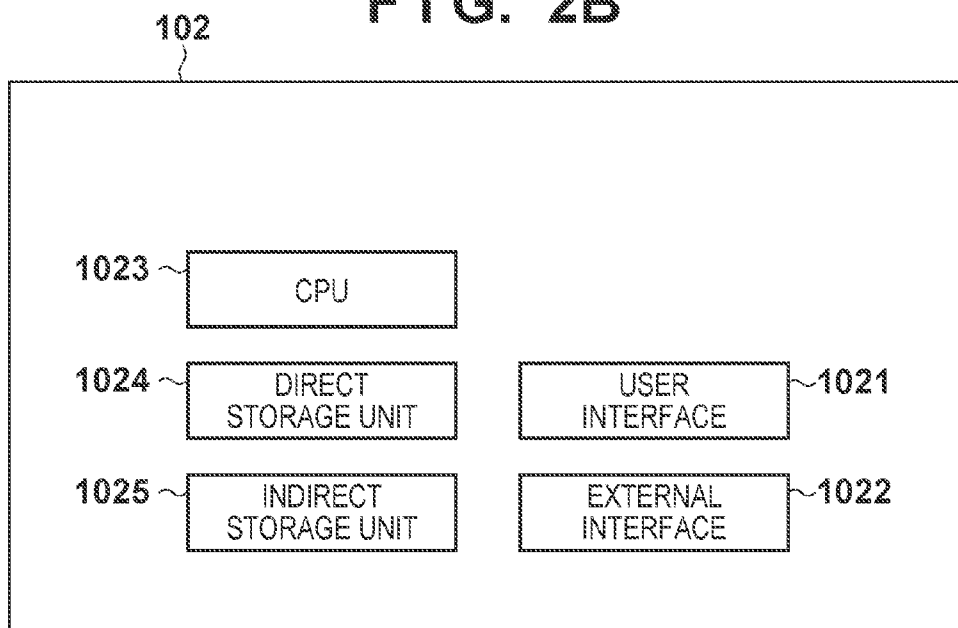 FIG. 2B
102
1023
CPU
1024
DIRECT
STORAGE UNIT
USER
INTERFACE
1021
1025
INDIRECT
STORAGE UNIT
EXTERNAL
INTERFACE
1022